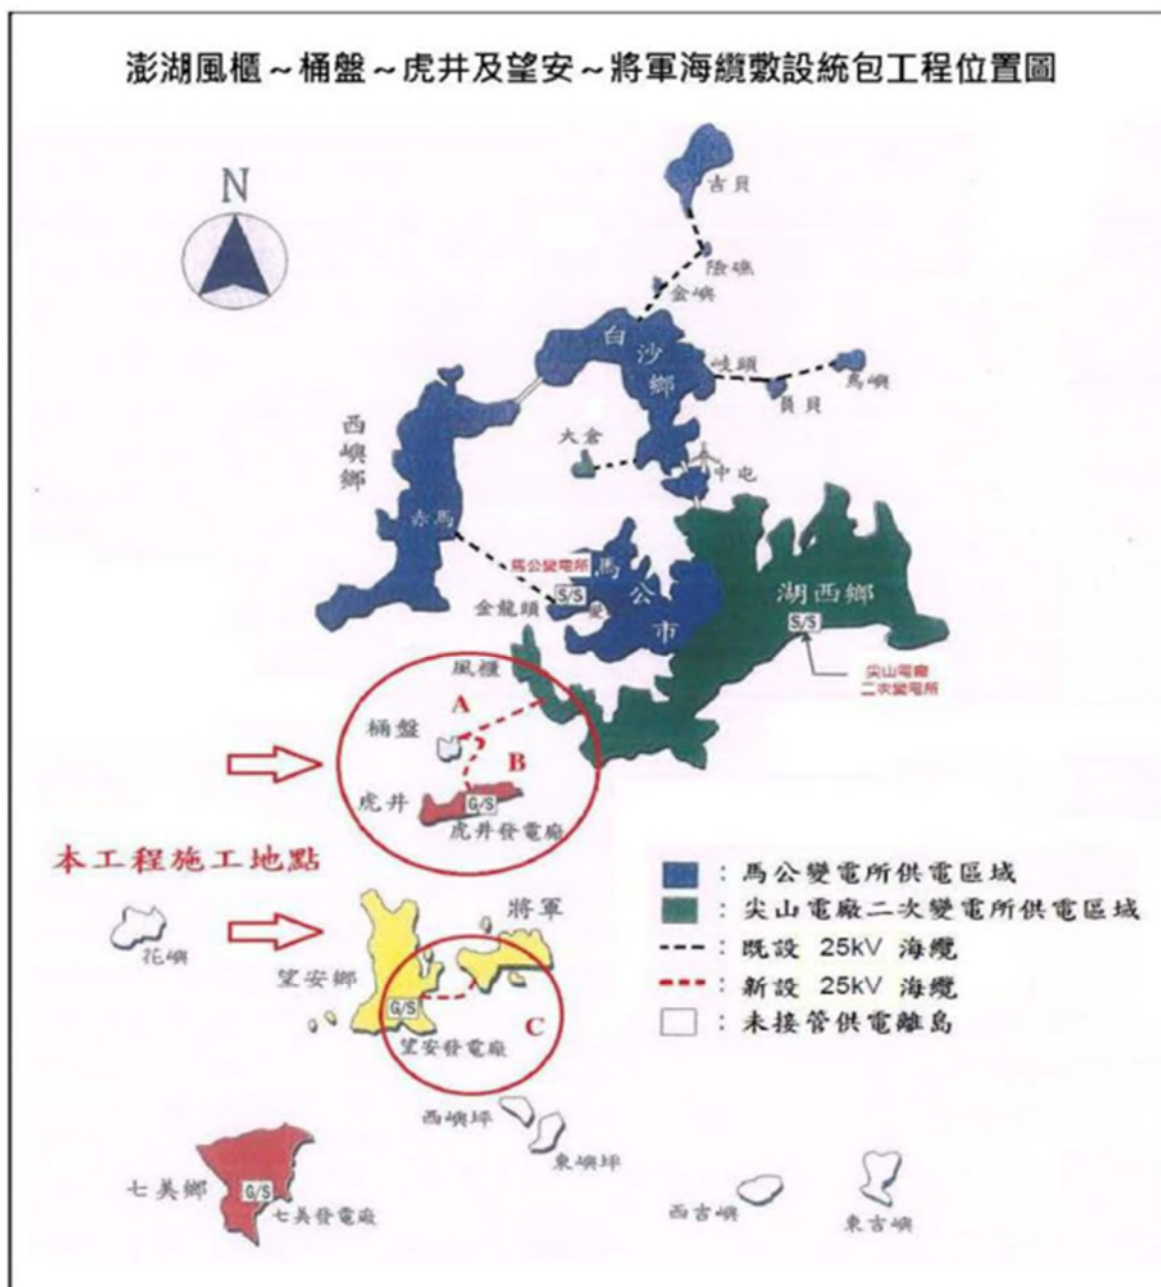 澎湖風櫃～桶盤～虎井及望安～將軍海纜敷設統包工程位置圖
N
吉貝
險礁
金嶼
白沙鄉
岐頭
鳥嶼
員貝
西嶼鄉
大倉
中屯
赤馬
馬公變電所
S/S
變
馬公市
金龍頭
湖西鄉
S/S
尖山電廠
二次變電所
風櫃
A
桶盤
B
虎井
G/S
虎井發電廠
本工程施工地點
：馬公變電所供電區域
：尖山電廠二次變電所供電區域
：既設 25kV 海纜
：新設 25kV 海纜
：未接管供電離島
花嶼
將軍
望安鄉
G/S
C
望安發電廠
西嶼坪
東嶼坪
七美鄉
G/S
七美發電廠
西古嶼
東古嶼